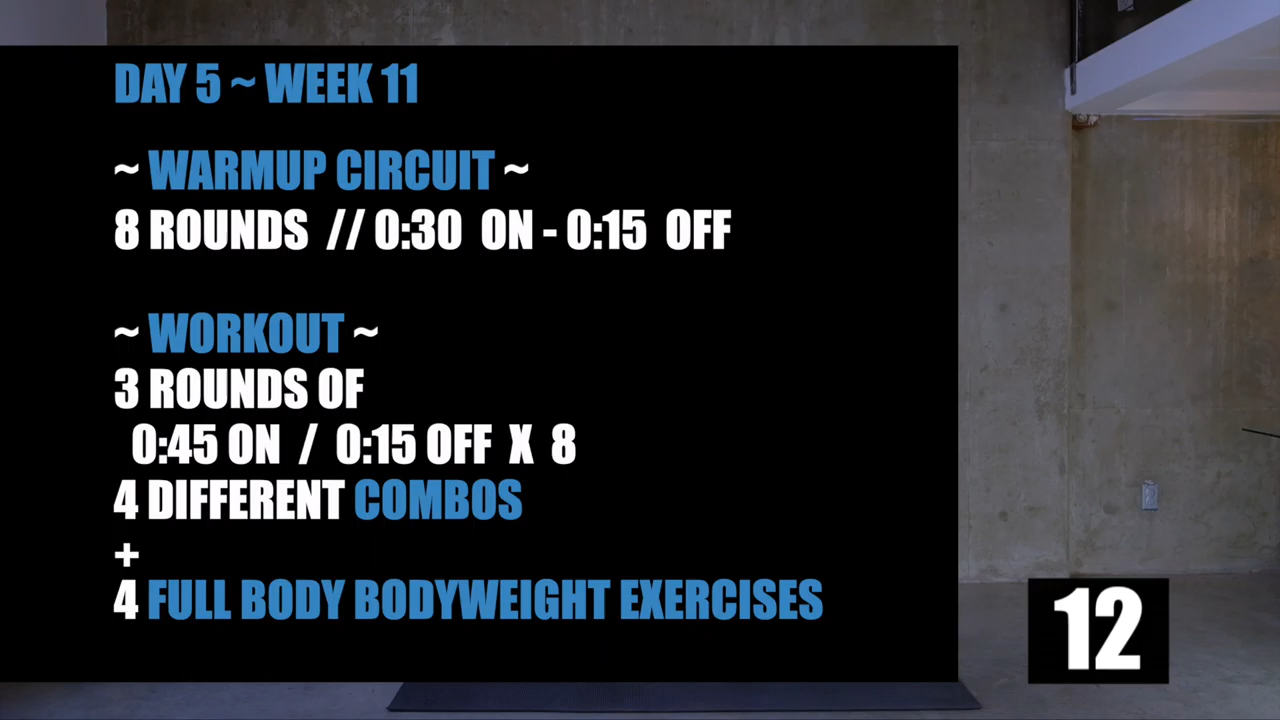 DAY 5 ~ WEEK 11
~ WARMUP CIRCUIT ~
8 ROUNDS // 0:30 ON - 0:15 OFF
~ WORKOUT ~
3 ROUNDS OF
0:45 ON / 0:15 OFF X 8
4 DIFFERENT COMBOS
+
4 FULL BODY BODYWEIGHT EXERCISES
12